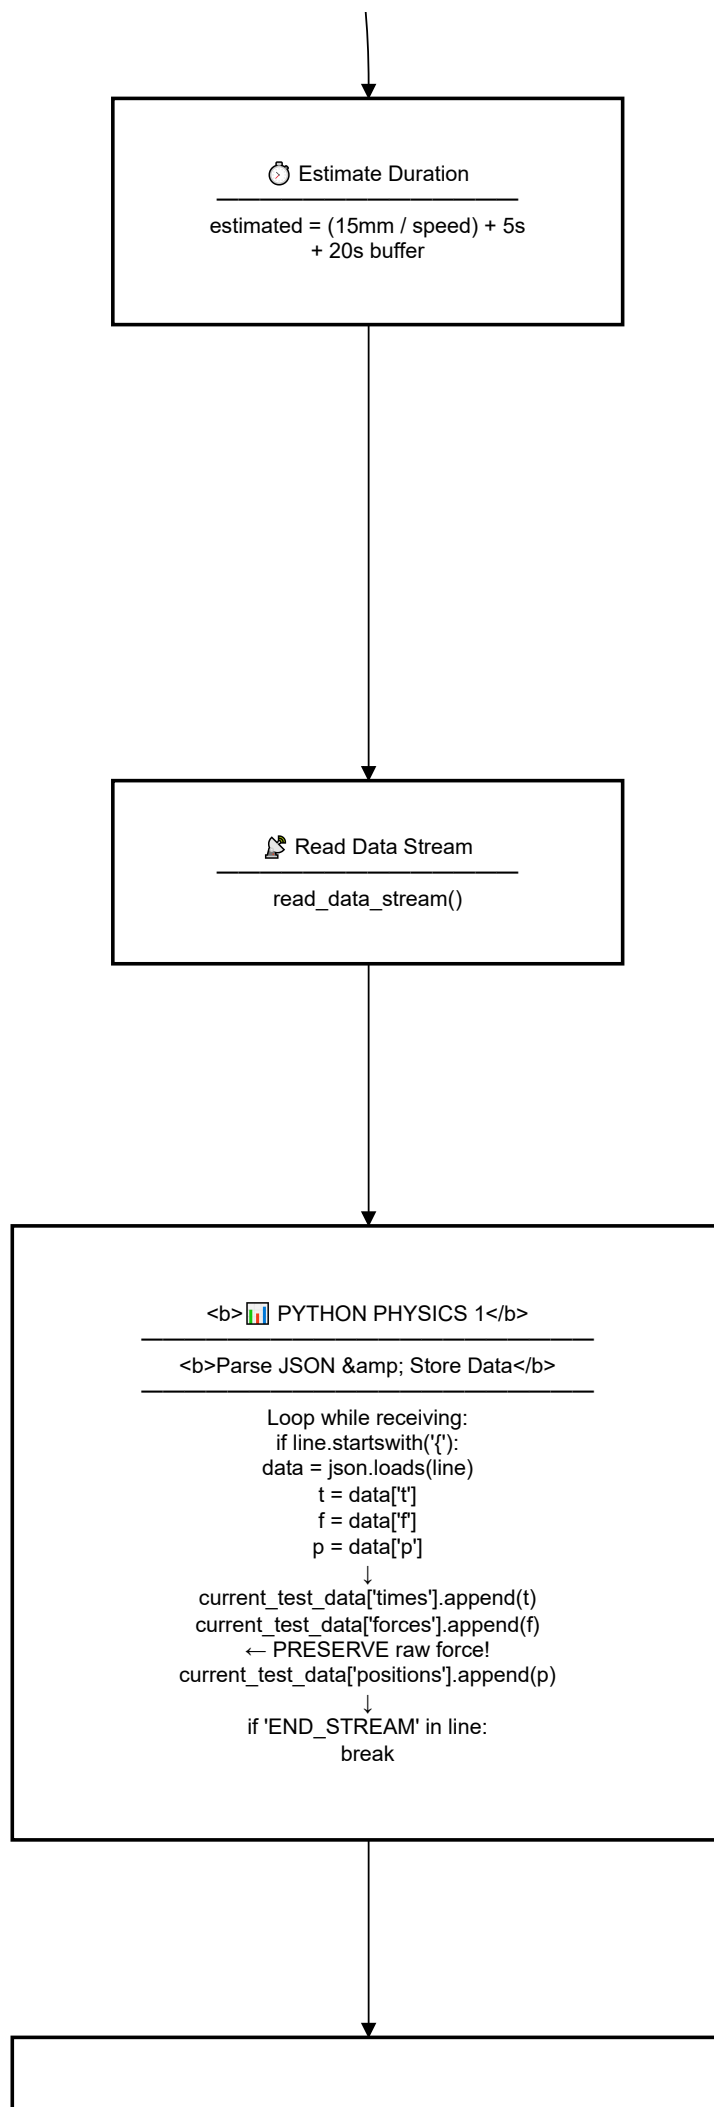 ⏱ Estimate Duration
━━━━━━━━━━━━━━
estimated = (15mm / speed) + 5s
+ 20s buffer
📡 Read Data Stream
━━━━━━━━━━━━━━
read_data_stream()
<b>📊 PYTHON PHYSICS 1</b>
━━━━━━━━━━━━━━━━━━━━━
<b>Parse JSON &amp; Store Data</b>
━━━━━━━━━━━━━━━━━━━━━
Loop while receiving:
if line.startswith('{'):
data = json.loads(line)
t = data['t']
f = data['f']
p = data['p']
↓
current_test_data['times'].append(t)
current_test_data['forces'].append(f)
← PRESERVE raw force!
current_test_data['positions'].append(p)
↓
if 'END_STREAM' in line:
break